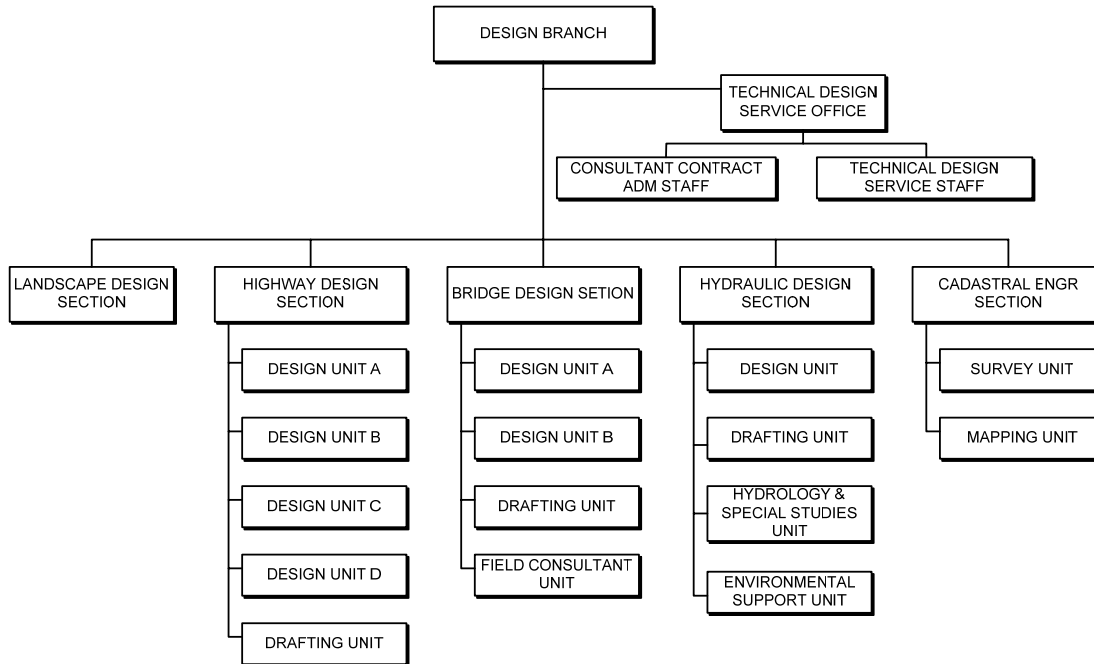 DESIGN BRANCH
TECHNICAL DESIGN
SERVICE OFFICE
CONSULTANT CONTRACT
ADM STAFF
TECHNICAL DESIGN
SERVICE STAFF
LANDSCAPE DESIGN
SECTION
HIGHWAY DESIGN
SECTION
BRIDGE DESIGN SETION
HYDRAULIC DESIGN
SECTION
CADASTRAL ENGR
SECTION
DESIGN UNIT A
DESIGN UNIT B
DESIGN UNIT C
DESIGN UNIT D
DRAFTING UNIT
DESIGN UNIT A
DESIGN UNIT B
DRAFTING UNIT
FIELD CONSULTANT
UNIT
DESIGN UNIT
DRAFTING UNIT
HYDROLOGY &
SPECIAL STUDIES
UNIT
ENVIRONMENTAL
SUPPORT UNIT
SURVEY UNIT
MAPPING UNIT